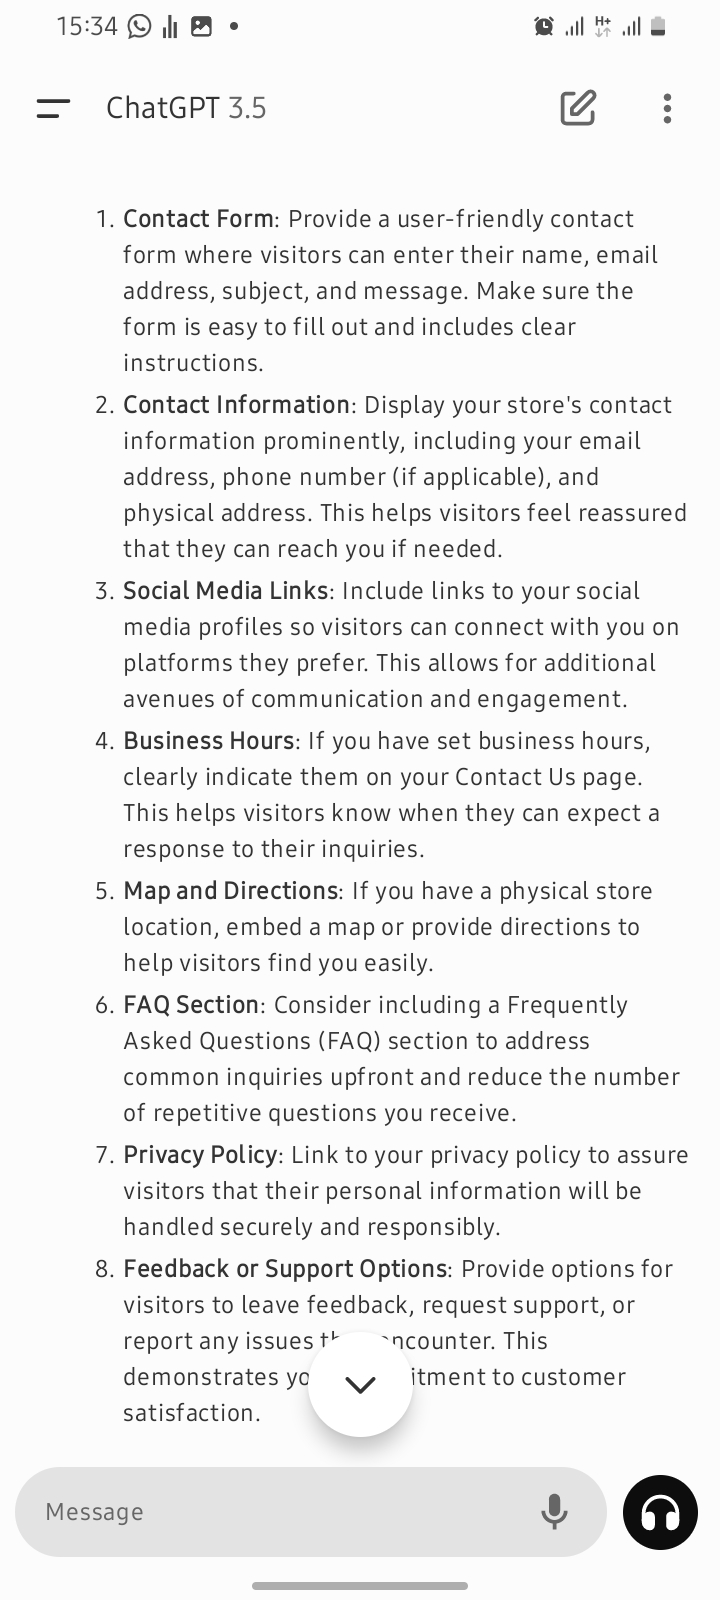 15:34
H+
ChatGPT 3.5
1. Contact Form: Provide a user-friendly contact
form where visitors can enter their name, email
address, subject, and message. Make sure the
form is easy to fill out and includes clear
instructions.
2. Contact Information: Display your store's contact
information prominently, including your email
address, phone number (if applicable), and
physical address. This helps visitors feel reassured
that they can reach you if needed.
3. Social Media Links: Include links to your social
media profiles so visitors can connect with you on
platforms they prefer. This allows for additional
avenues of communication and engagement.
4. Business Hours: If you have set business hours,
clearly indicate them on your Contact Us page.
This helps visitors know when they can expect a
response to their inquiries.
5. Map and Directions: If you have a physical store
location, embed a map or provide directions to
help visitors find you easily.
6. FAQ Section: Consider including a Frequently
Asked Questions (FAQ) section to address
common inquiries upfront and reduce the number
of repetitive questions you receive.
7. Privacy Policy: Link to your privacy policy to assure
visitors that their personal information will be
handled securely and responsibly.
8. Feedback or Support Options: Provide options for
visitors to leave feedback, request support, or
report any issues This
demonstrates to customer
satisfaction.
Message